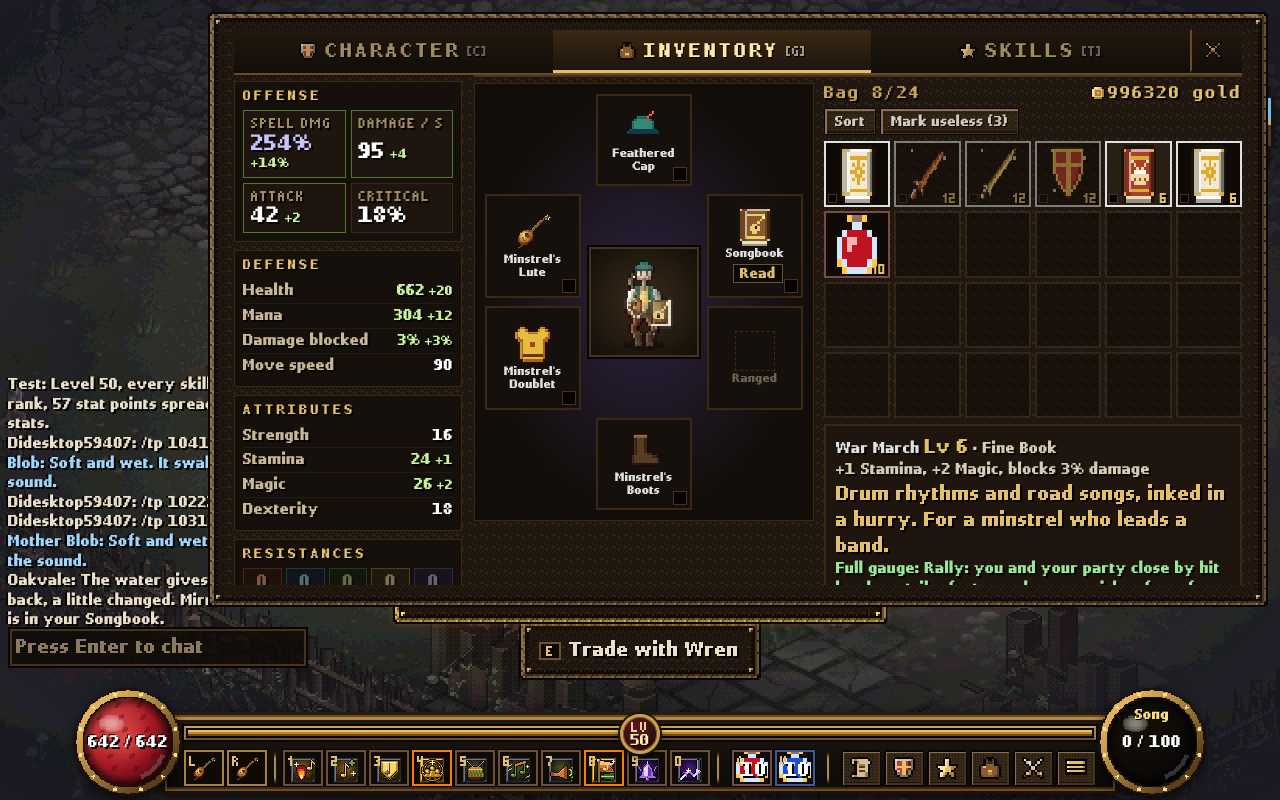 CHARACTER [C]
INVENTORY [G]
SKILLS [T]
OFFENSE
SPELL DMG
254%
+14%
DAMAGE / S
95 +4
ATTACK
42 +2
CRITICAL
18%
DEFENSE
Health 662 +20
Mana 304 +12
Damage blocked 3% +3%
Move speed 90
ATTRIBUTES
Strength 16
Stamina 24 +1
Magic 26 +2
Dexterity 18
RESISTANCES
0 0 0 0 0
Feathered
Cap
Minstrel's
Lute
Songbook
Read
Minstrel's
Doublet
Ranged
Minstrel's
Boots
Bag 8/24
996320 gold
Sort
Mark useless (3)
12 12 12 6 6
10
War March Lv 6 · Fine Book
+1 Stamina, +2 Magic, blocks 3% damage
Drum rhythms and road songs, inked in
a hurry. For a minstrel who leads a
band.
Full gauge: Rally: you and your party close by hit
Test: Level 50, every skil
rank, 57 stat points sprea
stats.
Didesktop59407: /tp 1041
Blob: Soft and wet. It swal
sound.
Didesktop59407: /tp 1022
Didesktop59407: /tp 1031
Mother Blob: Soft and wet
the sound.
Oakvale: The water gives
back, a little changed. Mir
is in your Songbook.
Press Enter to chat
E Trade with Wren
642 / 642
LV
50
Song
0 / 100
L R 1 2 3 4 5 6 7 8 9 0 10 10